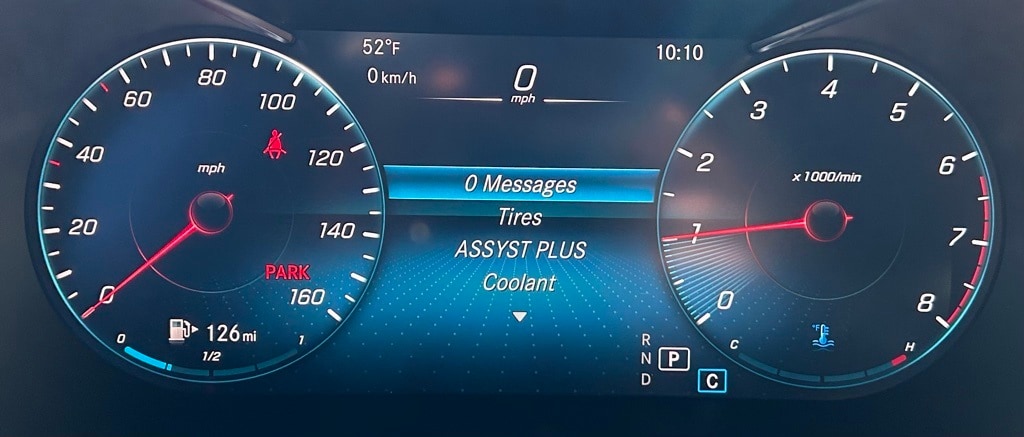 52°F
10:10
0 km/h
0
mph
0
20
40
60
80
100
120
140
160
mph
PARK
126 mi
0
1/2
1
0 Messages
Tires
ASSYST PLUS
Coolant
R
N
P
D
C
0
1
2
3
4
5
6
7
8
x 1000/min
°F
C
H